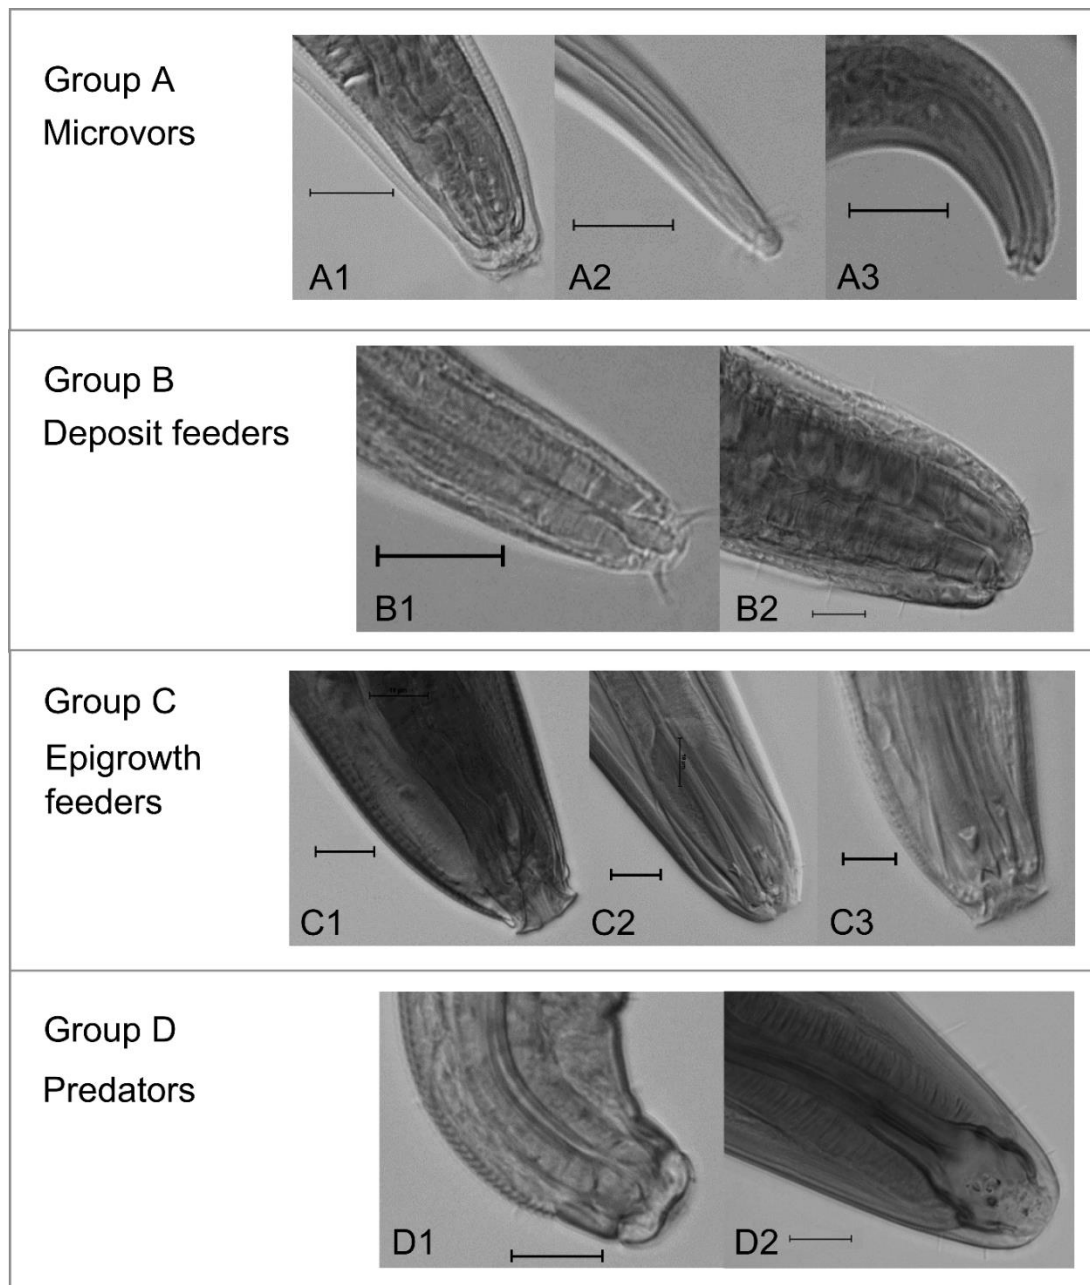 Group A
Microvors
A1
A2
A3
Group B
Deposit feeders
B1
B2
Group C
Epigrowth
feeders
C1
C2
C3
Group D
Predators
D1
D2